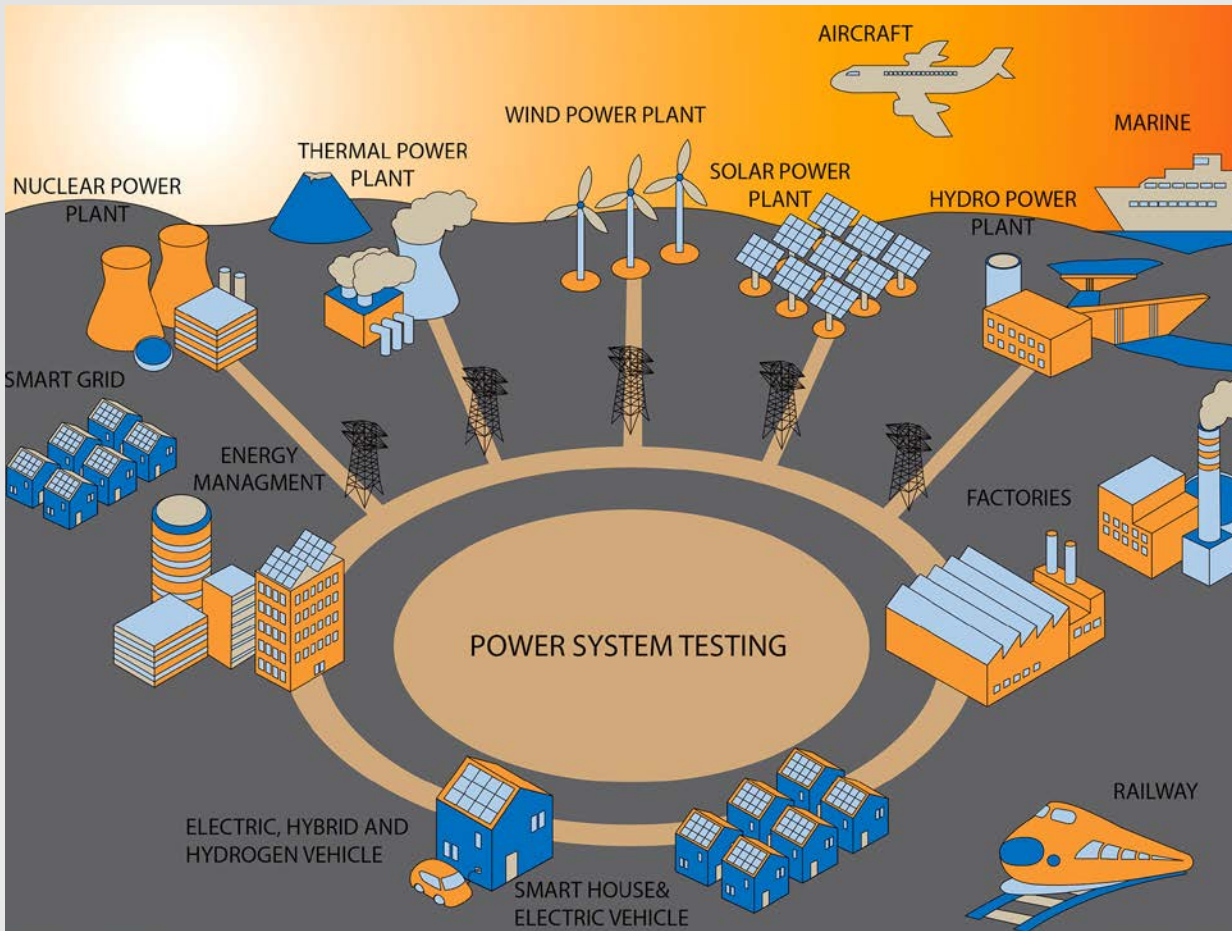 AIRCRAFT
WIND POWER PLANT
MARINE
THERMAL POWER
PLANT
SOLAR POWER
PLANT
NUCLEAR POWER
PLANT
HYDRO POWER
PLANT
SMART GRID
ENERGY
MANAGMENT
FACTORIES
POWER SYSTEM TESTING
RAILWAY
ELECTRIC, HYBRID AND
HYDROGEN VEHICLE
SMART HOUSE&
ELECTRIC VEHICLE